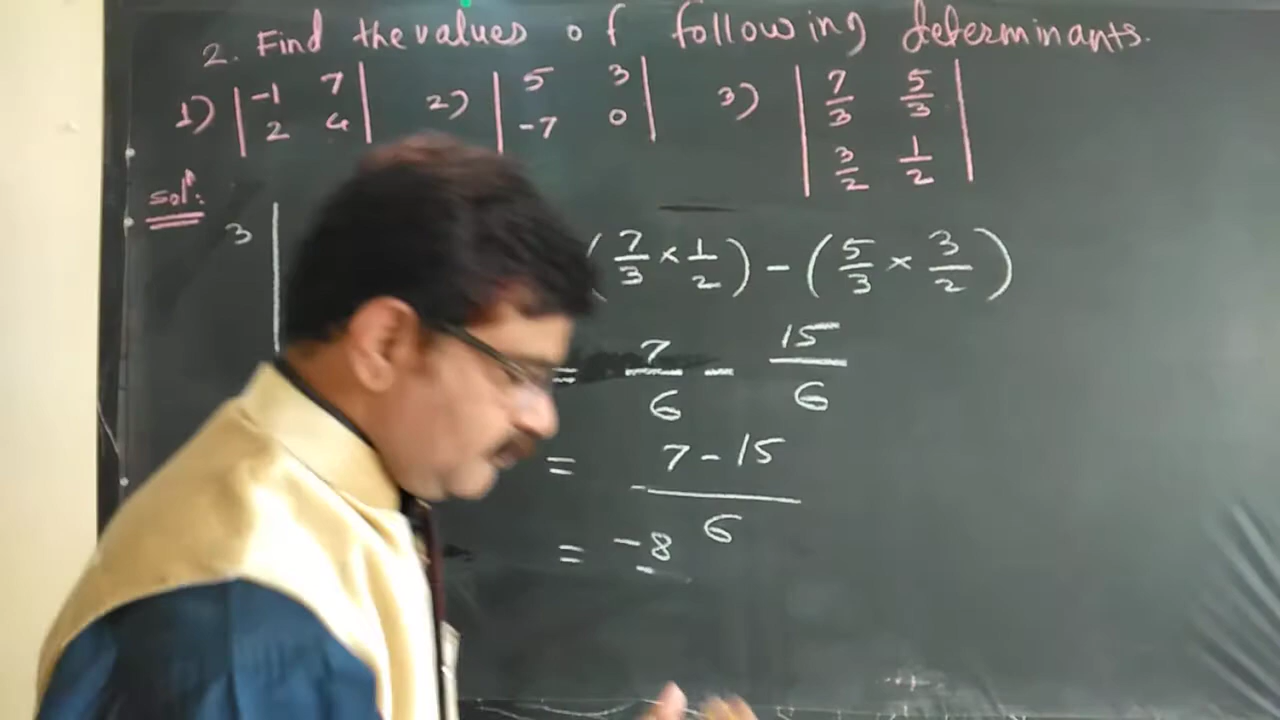 2. Find the values of following determinants.
1) | -1 7 | 2) | 5 3 | 3) | 7/3 5/3 |
| 2 4 | | -7 0 | | 3/2 1/2 |
Solⁿ:
3 | (7/3 × 1/2) - (5/3 × 3/2)
= 7/6 - 15/6
= 7 - 15 / 6
= -8